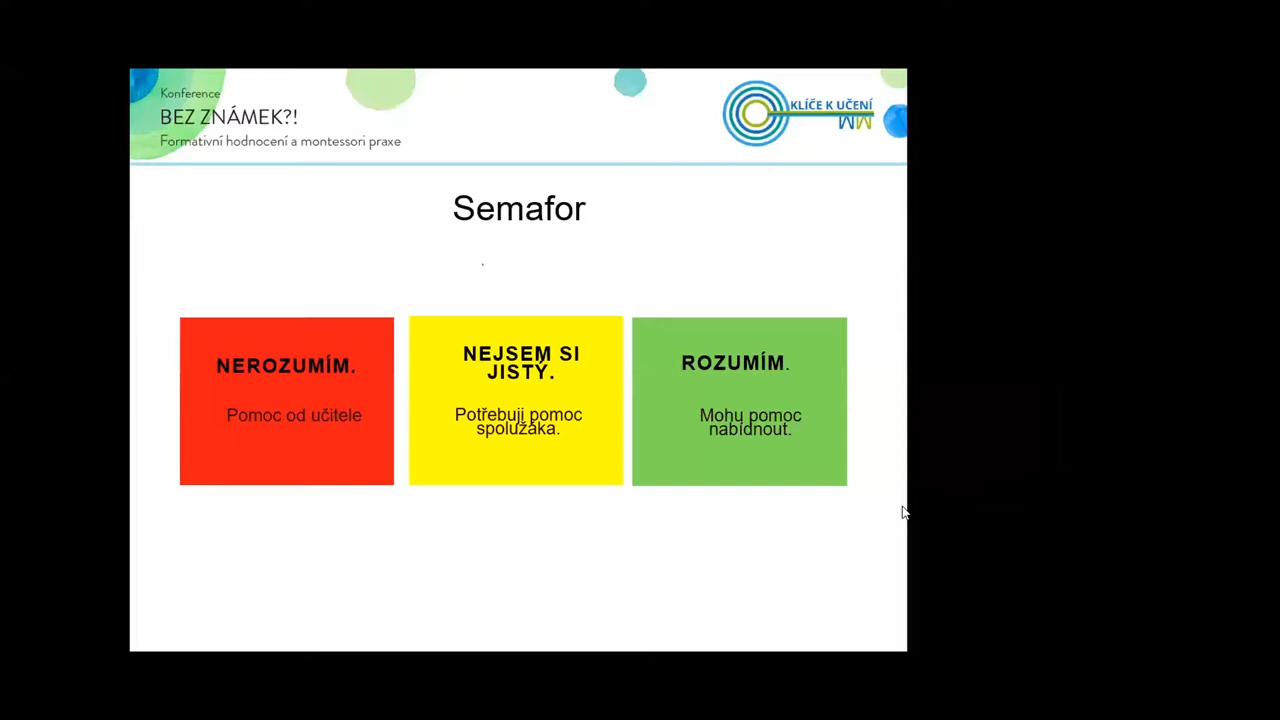 Konference
BEZ ZNÁMEK?!
Formativní hodnocení a montessori praxe
KLÍČE K UČENÍ
MM
Semafor
NEROZUMÍM.
Pomoc od učitele
NEJSEM SI
JISTÝ.
Potřebuji pomoc
spolužáka.
ROZUMÍM.
Mohu pomoc
nabídnout.